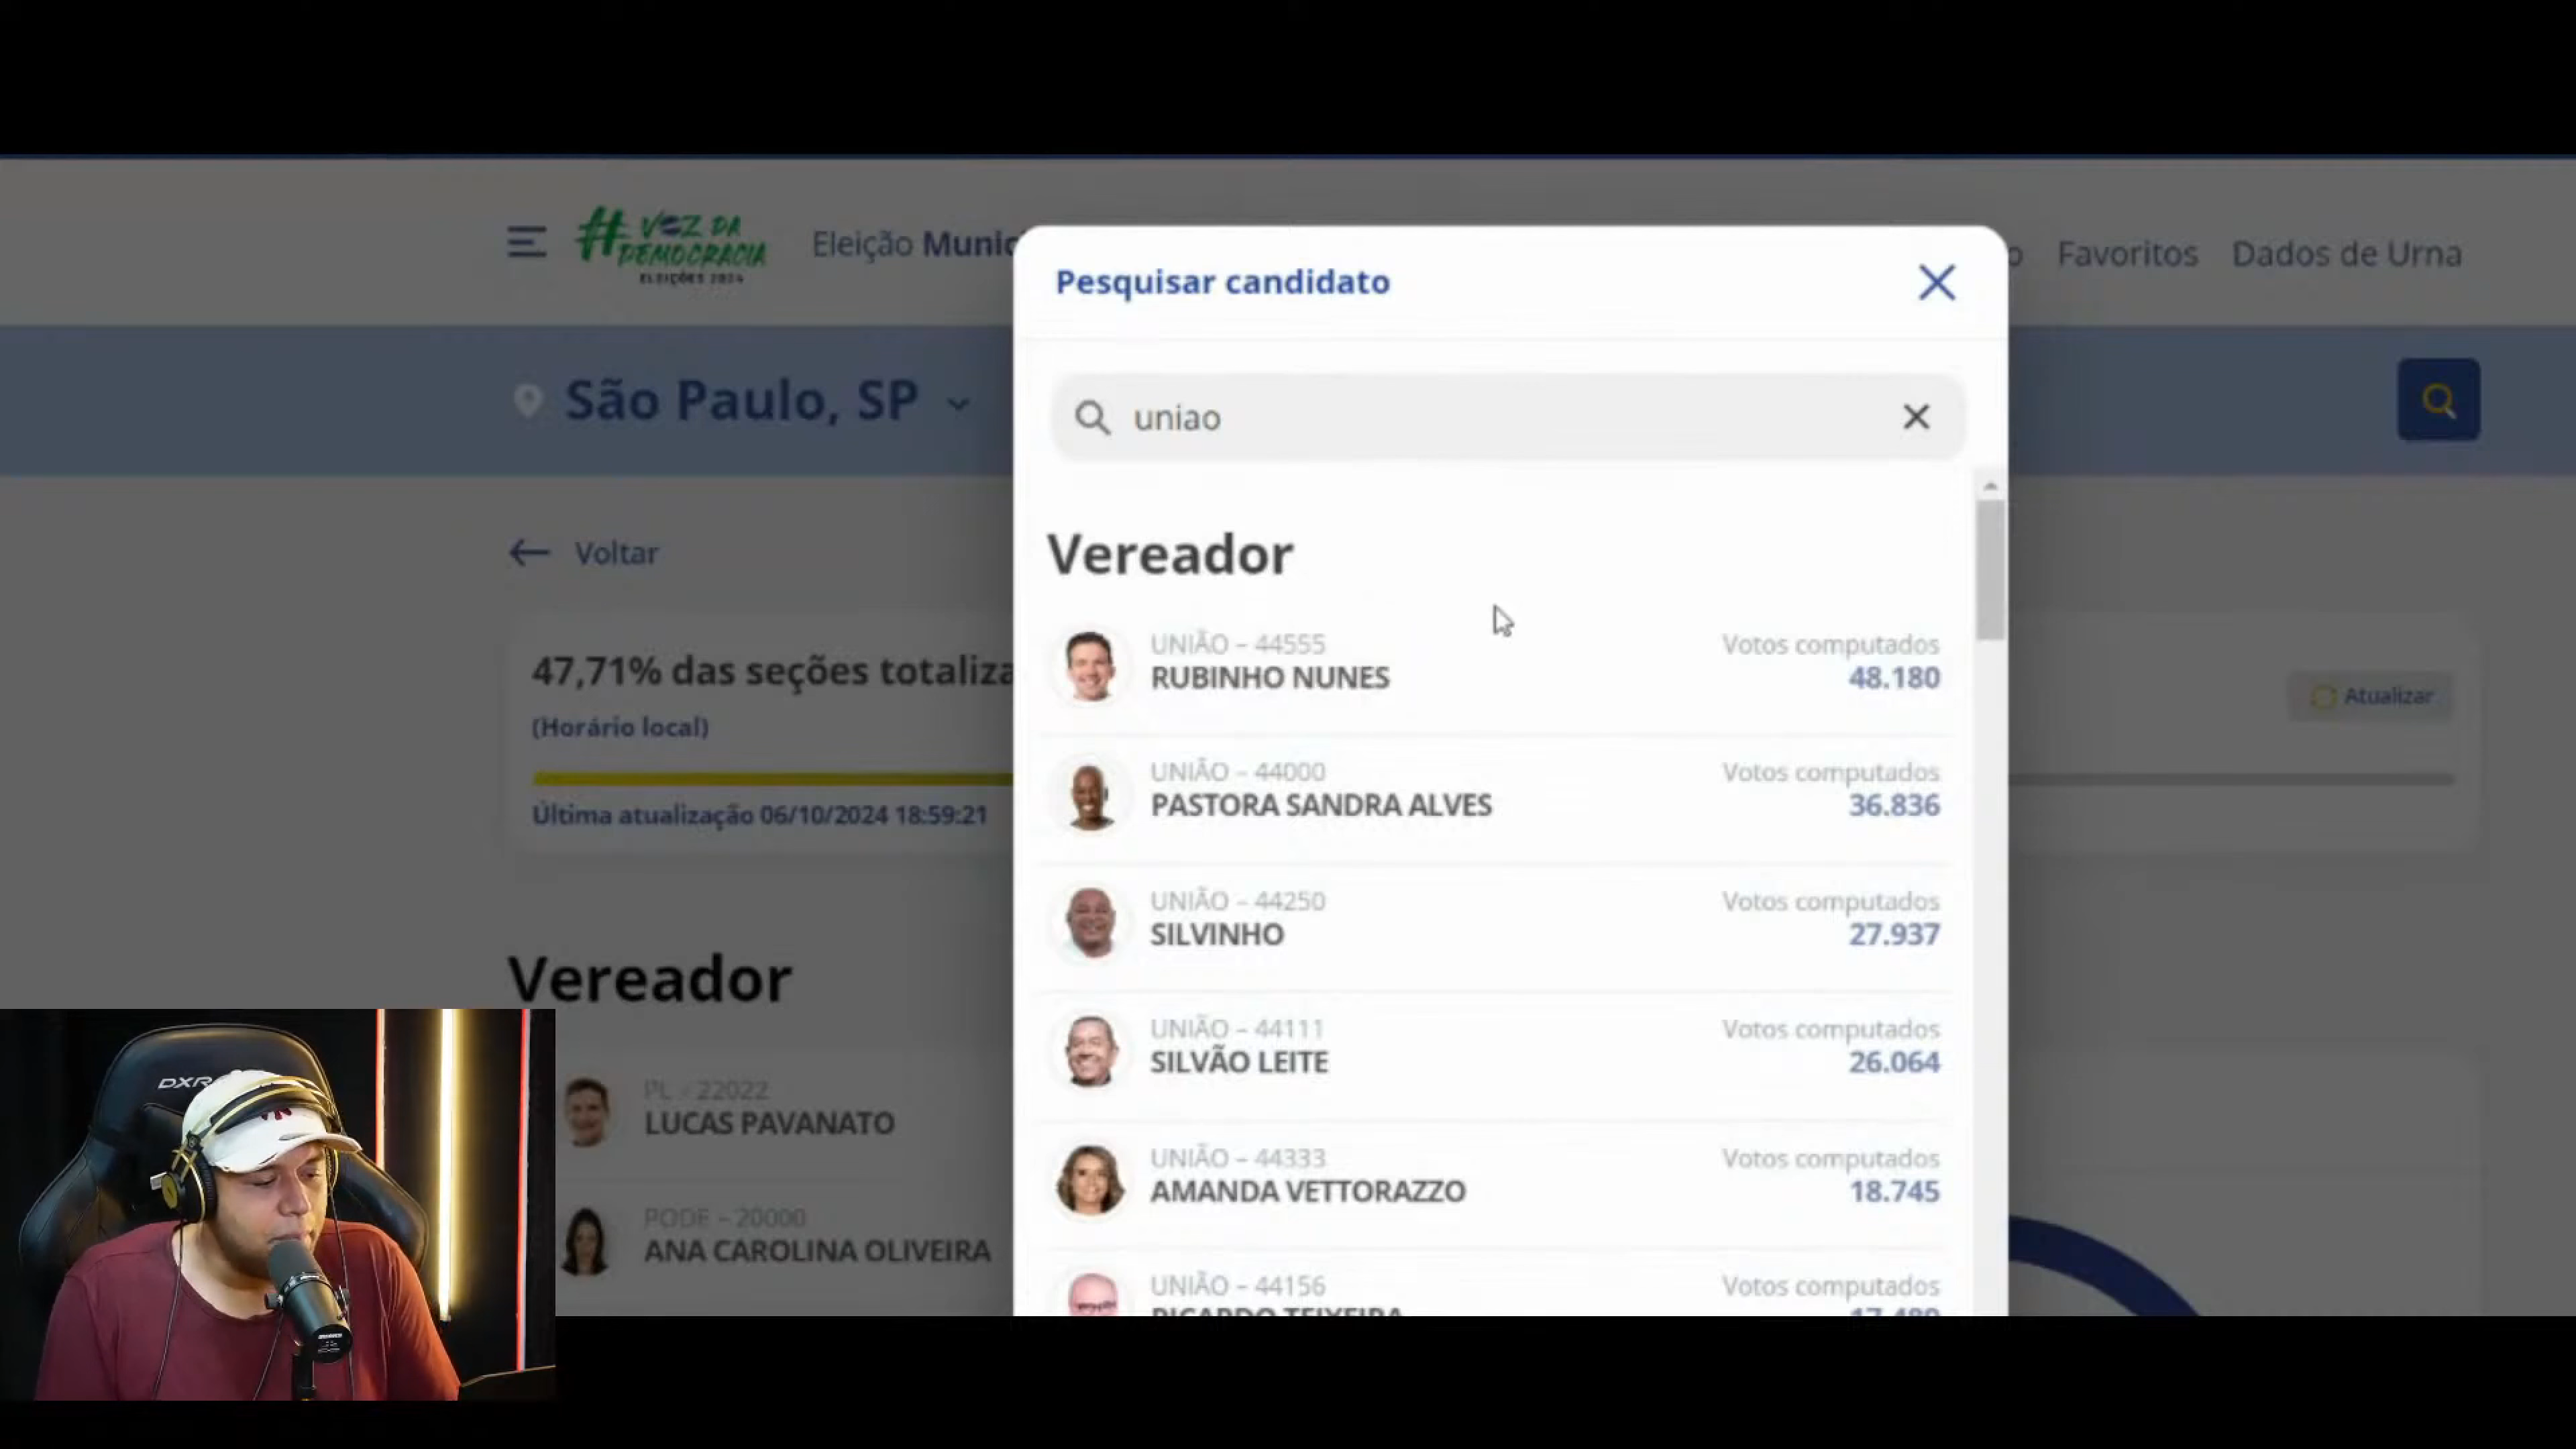 # VOZ DA
DEMOCRACIA
ELEIÇÕES 2024
Eleição Munic
o
Favoritos
Dados de Urna
São Paulo, SP
Voltar
47,71% das seções totaliza
(Horário local)
Última atualização 06/10/2024 18:59:21
Atualizar
Vereador
PL - 22022
LUCAS PAVANATO
PODE – 20000
ANA CAROLINA OLIVEIRA
Pesquisar candidato
uniao
Vereador
UNIÃO – 44555
Votos computados
RUBINHO NUNES
48.180
UNIÃO – 44000
Votos computados
PASTORA SANDRA ALVES
36.836
UNIÃO – 44250
Votos computados
SILVINHO
27.937
UNIÃO – 44111
Votos computados
SILVÃO LEITE
26.064
UNIÃO – 44333
Votos computados
AMANDA VETTORAZZO
18.745
UNIÃO – 44156
Votos computados
RICARDO TEIXEIRA
DXR